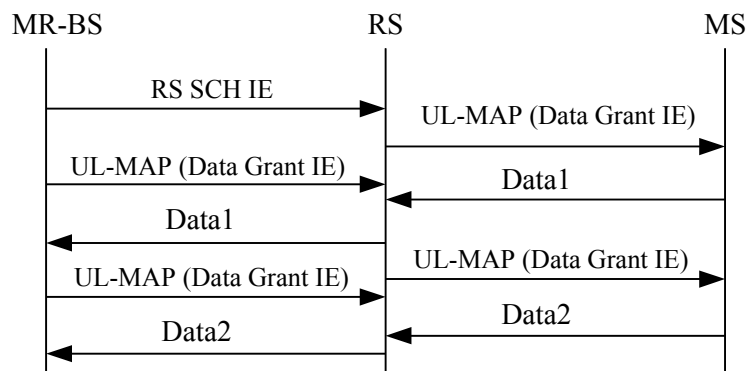 MR-BS RS MS
RS SCH IE
UL-MAP (Data Grant IE)
UL-MAP (Data Grant IE)
Data1
Data1
UL-MAP (Data Grant IE)
UL-MAP (Data Grant IE)
Data2
Data2